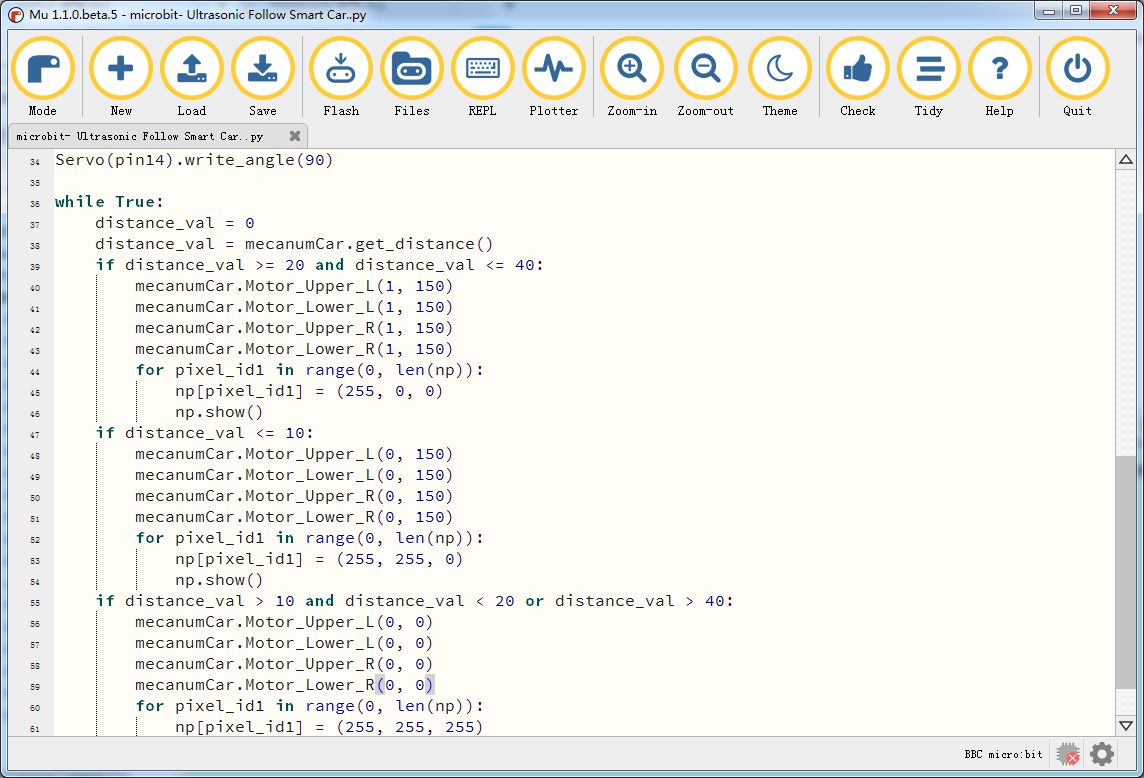 Mu 1.1.0.beta.5 - microbit- Ultrasonic Follow Smart Car..py
Mode New Load Save Flash Files REPL Plotter Zoom-in Zoom-out Theme Check Tidy Help Quit
microbit- Ultrasonic Follow Smart Car..py
34 Servo(pin14).write_angle(90)
35
36 while True:
37     distance_val = 0
38     distance_val = mecanumCar.get_distance()
39     if distance_val >= 20 and distance_val <= 40:
40         mecanumCar.Motor_Upper_L(1, 150)
41         mecanumCar.Motor_Lower_L(1, 150)
42         mecanumCar.Motor_Upper_R(1, 150)
43         mecanumCar.Motor_Lower_R(1, 150)
44         for pixel_id1 in range(0, len(np)):
45             np[pixel_id1] = (255, 0, 0)
46             np.show()
47     if distance_val <= 10:
48         mecanumCar.Motor_Upper_L(0, 150)
49         mecanumCar.Motor_Lower_L(0, 150)
50         mecanumCar.Motor_Upper_R(0, 150)
51         mecanumCar.Motor_Lower_R(0, 150)
52         for pixel_id1 in range(0, len(np)):
53             np[pixel_id1] = (255, 255, 0)
54             np.show()
55     if distance_val > 10 and distance_val < 20 or distance_val > 40:
56         mecanumCar.Motor_Upper_L(0, 0)
57         mecanumCar.Motor_Lower_L(0, 0)
58         mecanumCar.Motor_Upper_R(0, 0)
59         mecanumCar.Motor_Lower_R(0, 0)
60         for pixel_id1 in range(0, len(np)):
61             np[pixel_id1] = (255, 255, 255)
BBC micro:bit